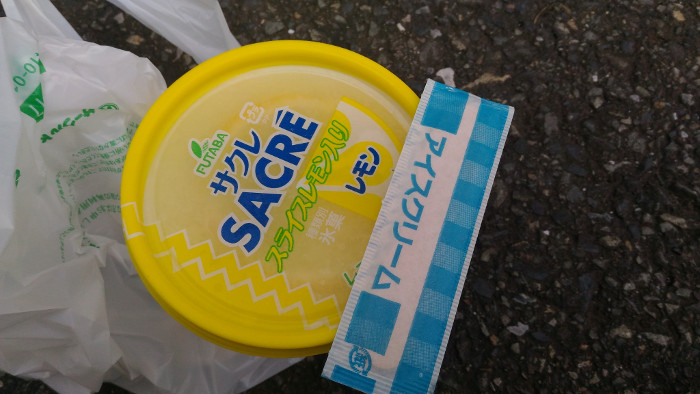 FUTABA
サクレ
SACRÉ
スライスレモン入り
レモン
氷菓
アイスクリーム